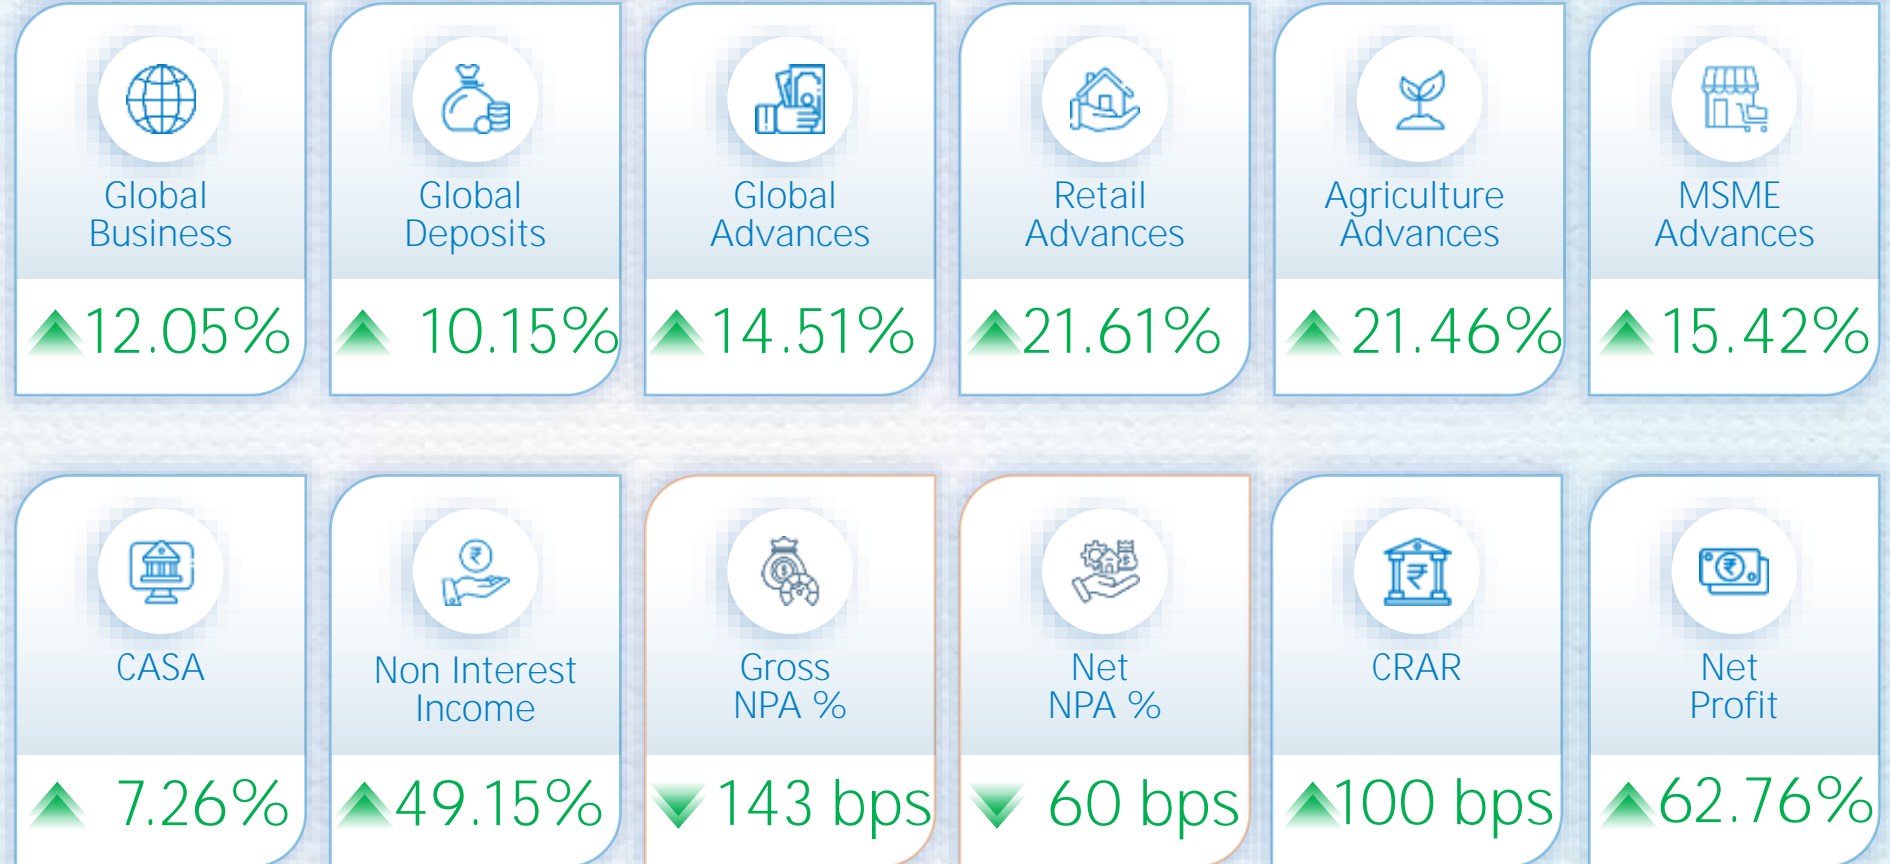 Global
Business
12.05%
Global
Deposits
10.15%
Global
Advances
14.51%
Retail
Advances
21.61%
Agriculture
Advances
21.46%
MSME
Advances
15.42%
CASA
7.26%
Non Interest
Income
49.15%
Gross
NPA %
143 bps
Net
NPA %
60 bps
CRAR
100 bps
Net
Profit
62.76%